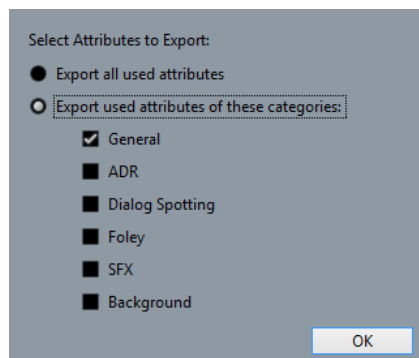 Select Attributes to Export:
Export all used attributes
Export used attributes of these categories:
General
ADR
Dialog Spotting
Foley
SFX
Background
OK